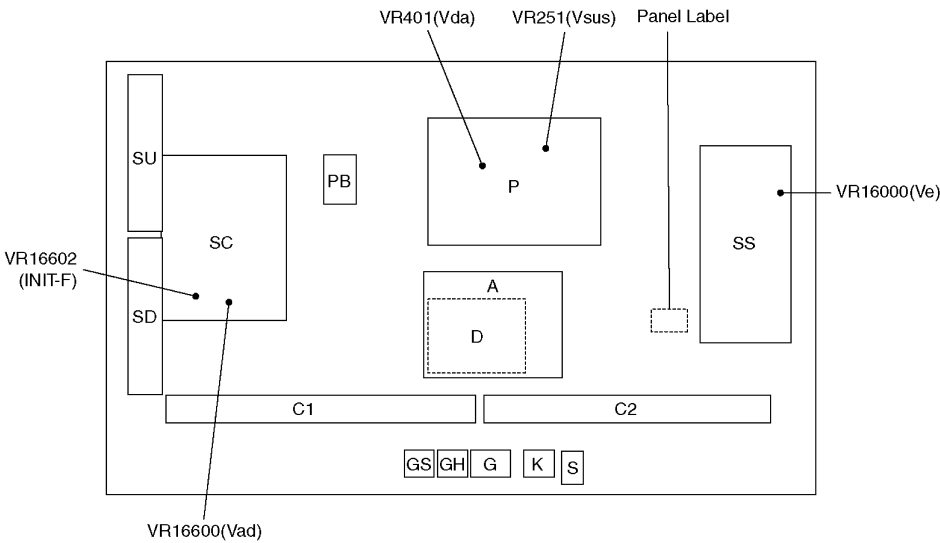 VR401(Vda)
VR251(Vsus)
Panel Label
SU
PB
P
VR16000(Ve)
SC
SS
VR16602
(INIT-F)
A
SD
D
C1
C2
GS
GH
G
K
S
VR16600(Vad)